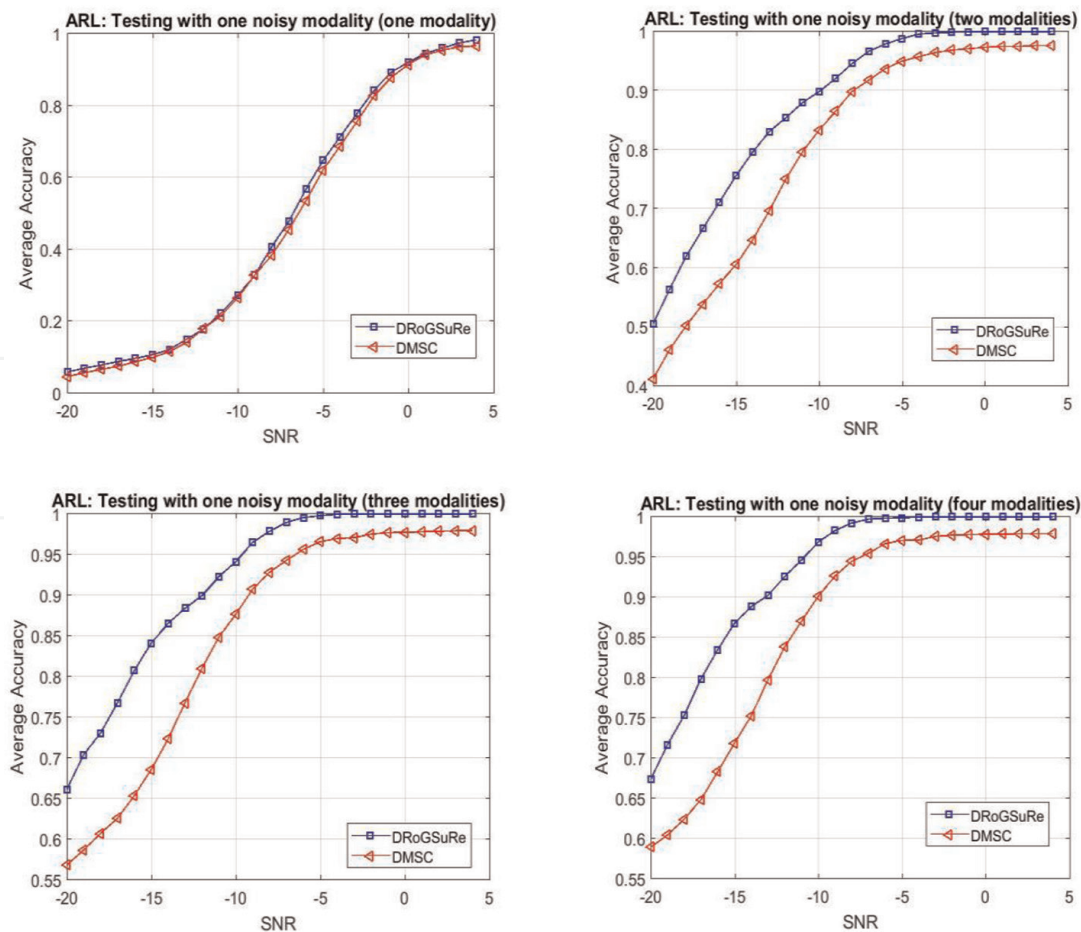 ARL: Testing with one noisy modality (one modality)
1
0.8
0.6
0.4
0.2
0
Average Accuracy
-20 -15 -10 -5 0 5
SNR
DRoGSuRe
DMSC
ARL: Testing with one noisy modality (two modalities)
1
0.9
0.8
0.7
0.6
0.5
0.4
Average Accuracy
-20 -15 -10 -5 0 5
SNR
DRoGSuRe
DMSC
ARL: Testing with one noisy modality (three modalities)
1
0.95
0.9
0.85
0.8
0.75
0.7
0.65
0.6
0.55
Average Accuracy
-20 -15 -10 -5 0 5
SNR
DRoGSuRe
DMSC
ARL: Testing with one noisy modality (four modalities)
1
0.95
0.9
0.85
0.8
0.75
0.7
0.65
0.6
0.55
Average Accuracy
-20 -15 -10 -5 0 5
SNR
DRoGSuRe
DMSC